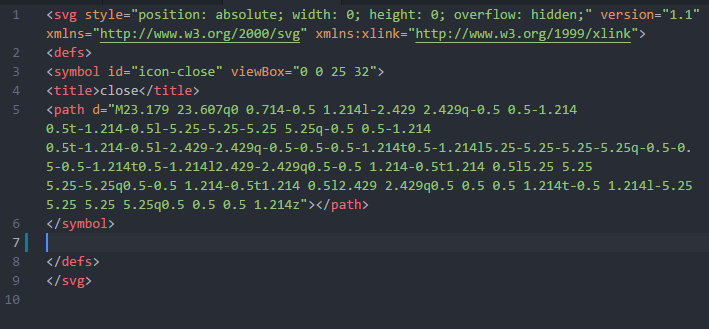 1 <svg style="position: absolute; width: 0; height: 0; overflow: hidden;" version="1.1"
xmlns="http://www.w3.org/2000/svg" xmlns:xlink="http://www.w3.org/1999/xlink">
2 <defs>
3 <symbol id="icon-close" viewBox="0 0 25 32">
4 <title>close</title>
5 <path d="M23.179 23.607q0 0.714-0.5 1.214l-2.429 2.429q-0.5 0.5-1.214
0.5t-1.214-0.5l-5.25-5.25-5.25 5.25q-0.5 0.5-1.214
0.5t-1.214-0.5l-2.429-2.429q-0.5-0.5-0.5-1.214t0.5-1.214l5.25-5.25-5.25-5.25q-0.5-0.
5-0.5-1.214t0.5-1.214l2.429-2.429q0.5-0.5 1.214-0.5t1.214 0.5l5.25 5.25
5.25-5.25q0.5-0.5 1.214-0.5t1.214 0.5l2.429 2.429q0.5 0.5 0.5 1.214t-0.5 1.214l-5.25
5.25 5.25 5.25q0.5 0.5 0.5 1.214z"></path>
6 </symbol>
7
8 </defs>
9 </svg>
10